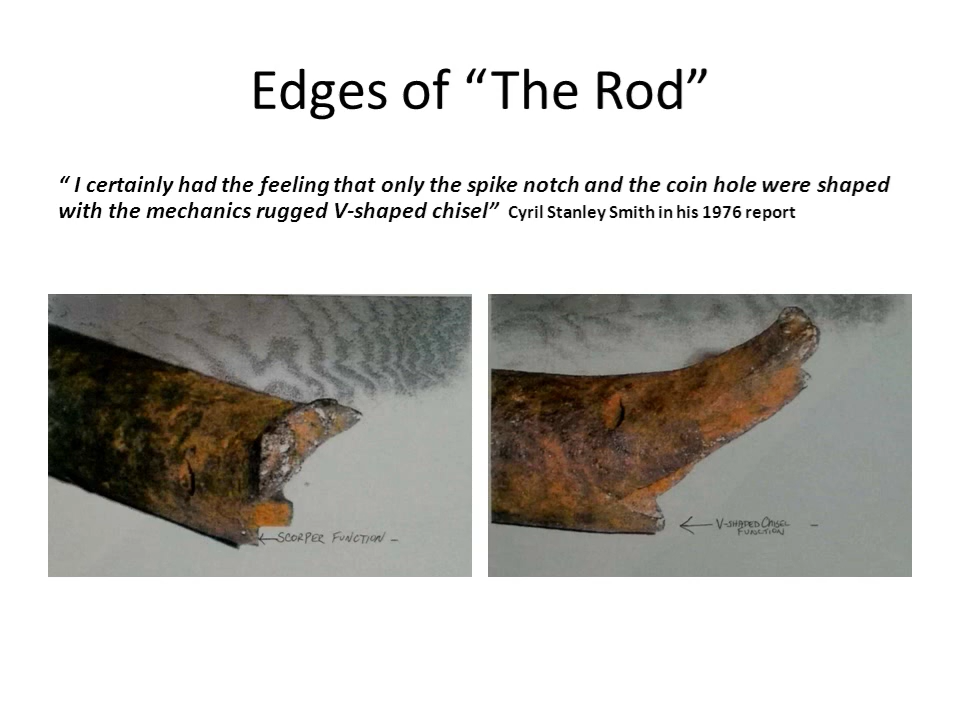 Edges of “The Rod”
“ I certainly had the feeling that only the spike notch and the coin hole were shaped
with the mechanics rugged V-shaped chisel” Cyril Stanley Smith in his 1976 report
←SCORPER FUNCTION –
← V-SHAPED CHISEL –
FUNCTION